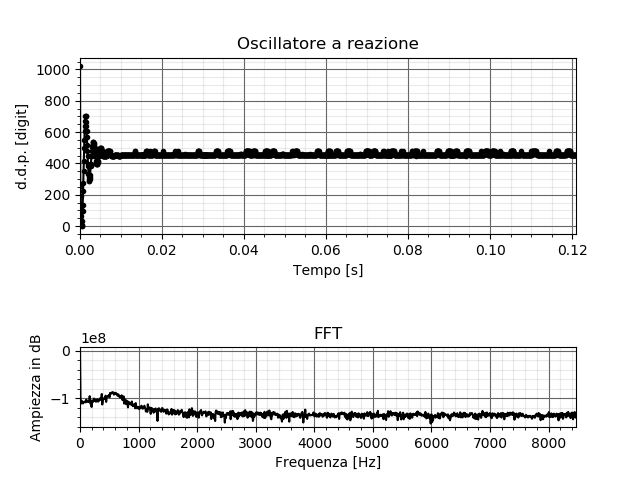 Oscillatore a reazione
1000
800
600
400
200
0
d.d.p. [digit]
0.00 0.02 0.04 0.06 0.08 0.10 0.12
Tempo [s]
FFT
1e8
0
−1
Ampiezza in dB
0 1000 2000 3000 4000 5000 6000 7000 8000
Frequenza [Hz]